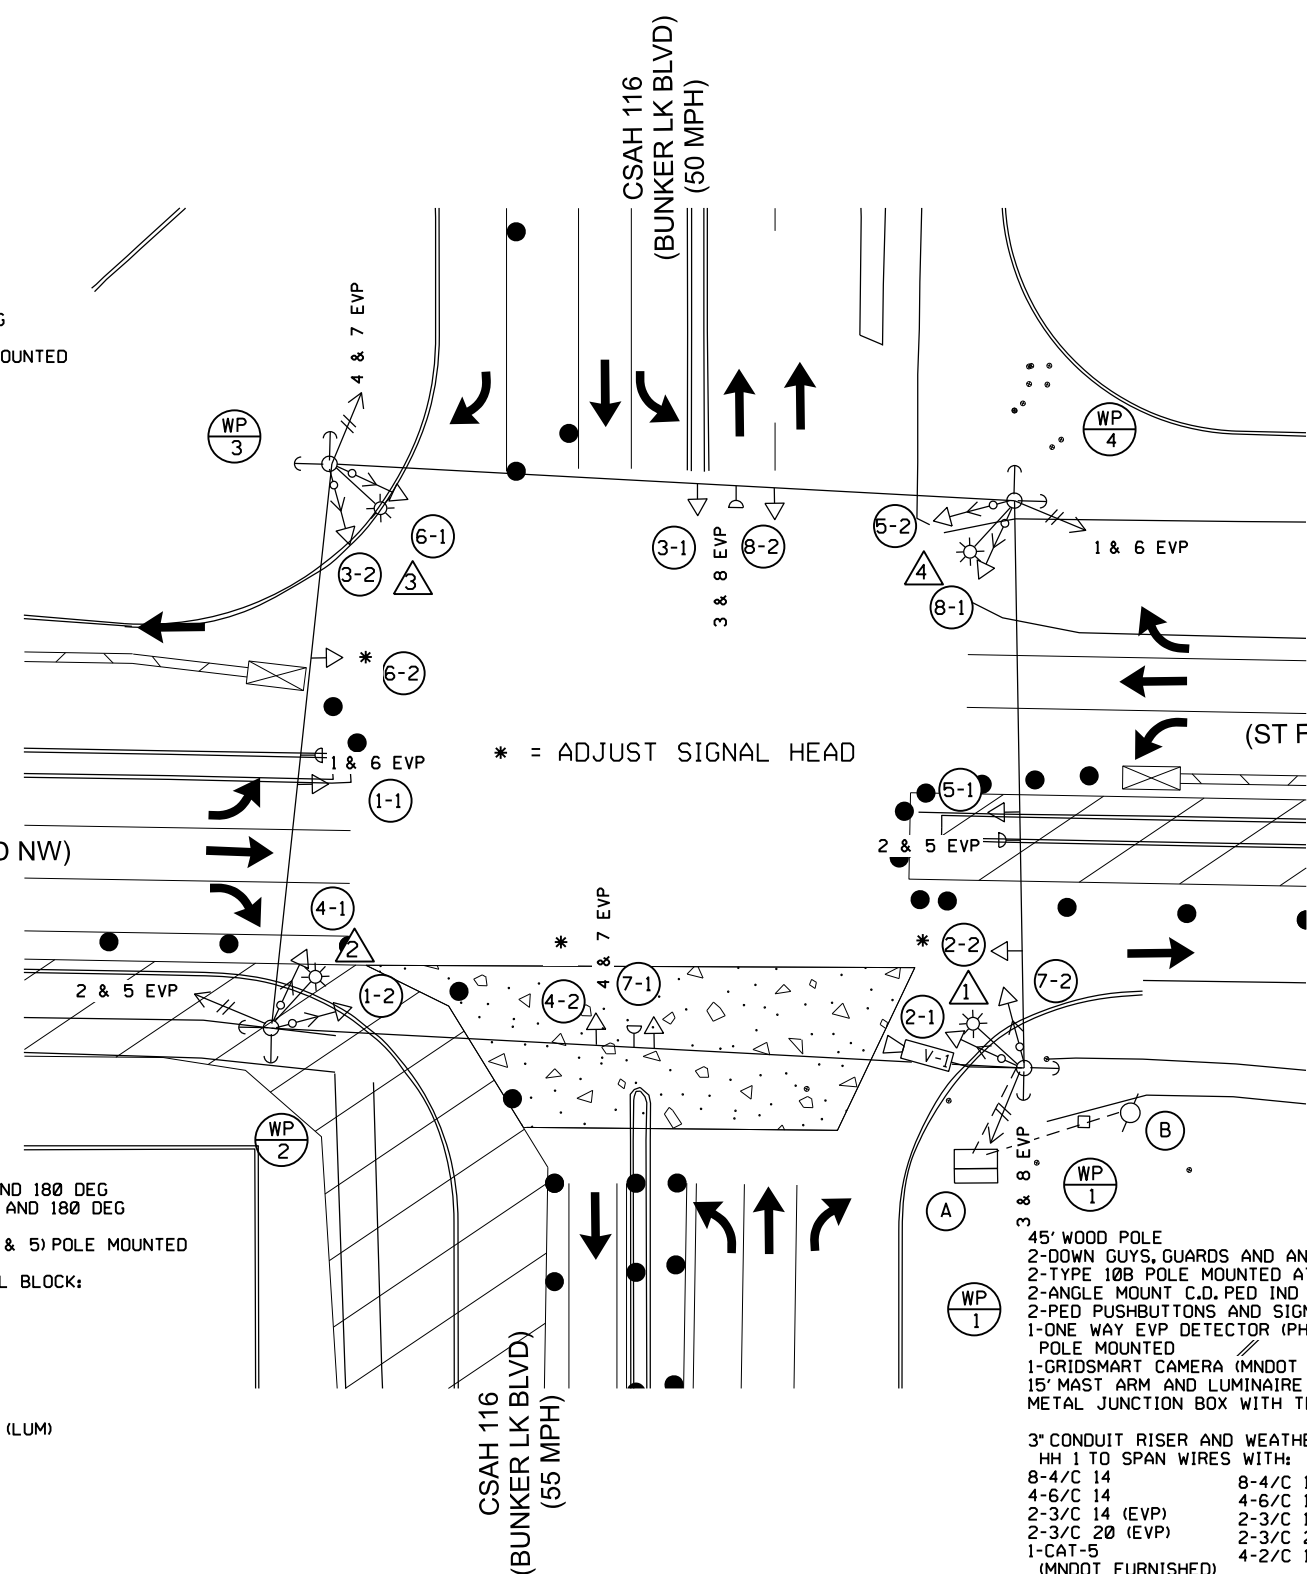 CSAH 116
(BUNKER LK BLVD)
(50 MPH)
4 & 7 EVP
OUNTED
WP
3
WP
4
6-1
3
3-2
3-1
3 & 8 EVP
8-2
5-2
4
8-1
1 & 6 EVP
* 6-2
1 & 6 EVP
1-1
* = ADJUST SIGNAL HEAD
(ST
5-1
2 & 5 EVP
NW)
4-1
2
1-2
2 & 5 EVP
*
4 & 7 EVP
4-2
7-1
* 2-2
1
7-2
2-1
V-1
WP
2
A
B
WP
1
3 & 8 EVP
ND 180 DEG
AND 180 DEG
& 5) POLE MOUNTED
L BLOCK:
(LUM)
CSAH 116
(BUNKER LK BLVD)
(55 MPH)
WP
1
45' WOOD POLE
2-DOWN GUYS, GUARDS AND AN
2-TYPE 10B POLE MOUNTED A
2-ANGLE MOUNT C.D. PED IND
2-PED PUSHBUTTONS AND SIG
1-ONE WAY EVP DETECTOR (PH
POLE MOUNTED
1-GRIDSMART CAMERA (MNDOT
15' MAST ARM AND LUMINAIRE
METAL JUNCTION BOX WITH
3" CONDUIT RISER AND WEATHE
HH 1 TO SPAN WIRES WITH:
8-4/C 14 8-4/C 1
4-6/C 14 4-6/C 1
2-3/C 14 (EVP) 2-3/C 1
2-3/C 20 (EVP) 2-3/C 2
1-CAT-5 4-2/C 1
(MNDOT FURNISHED)